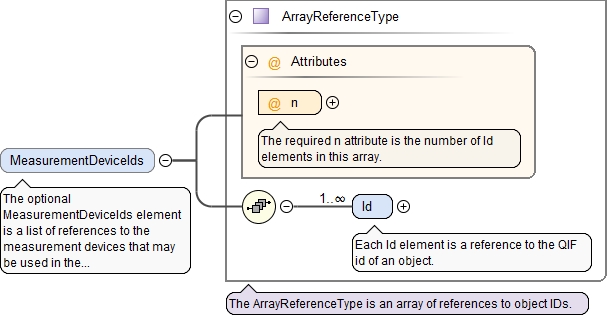 ArrayReferenceType
@ Attributes
@ n
The required n attribute is the number of Id
elements in this array.
MeasurementDeviceIds
The optional
MeasurementDeviceIds element
is a list of references to the
measurement devices that may
be used in the...
1..∞
Id
Each Id element is a reference to the QIF
id of an object.
The ArrayReferenceType is an array of references to object IDs.